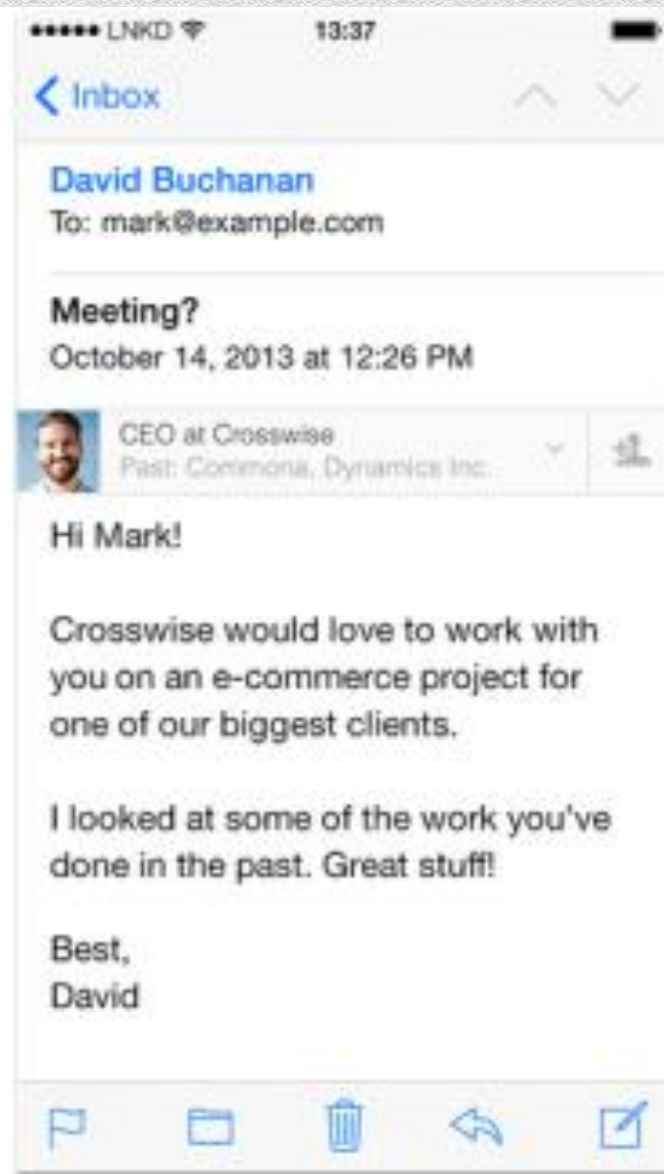 LNKD 13:37
Inbox
David Buchanan
To: mark@example.com
Meeting?
October 14, 2013 at 12:26 PM
CEO at Crosswise
Past: Commona, Dynamics Inc.
Hi Mark!
Crosswise would love to work with
you on an e-commerce project for
one of our biggest clients.
I looked at some of the work you've
done in the past. Great stuff!
Best,
David